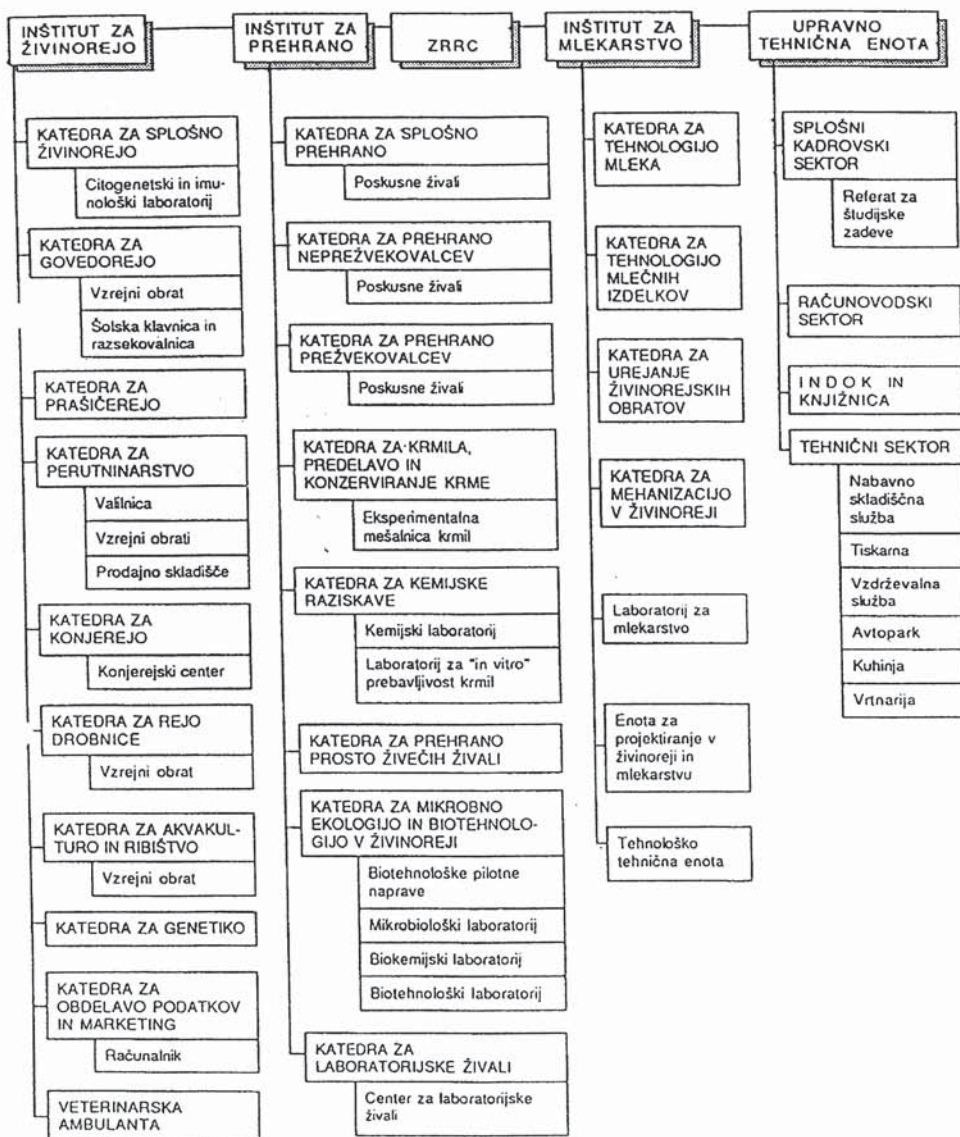 INŠTITUT ZA
ŽIVINOREJO
INŠTITUT ZA
PREHRANO
ZRRC
INŠTITUT ZA
MLEKARSTVO
UPRAVNO
TEHNIČNA ENOTA
KATEDRA ZA SPLOŠNO
ŽIVINOREJO
Citogenetski in imu-
nološki laboratorij
KATEDRA ZA
GOVEDOREJO
Vzrejni obrat
Šolska klavnica in
razsekovalnica
KATEDRA ZA
PRAŠIČEREJO
KATEDRA ZA
PERUTNINARSTVO
Valilnica
Vzrejni obrati
Prodajno skladišče
KATEDRA ZA
KONJEREJO
Konjerejski center
KATEDRA ZA REJO
DROBNICE
Vzrejni obrat
KATEDRA ZA AKVAKUL-
TURO IN RIBIŠTVO
Vzrejni obrat
KATEDRA ZA GENETIKO
KATEDRA ZA
OBDELAVO PODATKOV
IN MARKETING
Računalnik
VETERINARSKA
AMBULANTA
KATEDRA ZA SPLOŠNO
PREHRANO
Poskusne živali
KATEDRA ZA PREHRANO
NEPREŽVEKOVALCEV
Poskusne živali
KATEDRA ZA PREHRANO
PREŽVEKOVALCEV
Poskusne živali
KATEDRA ZA KRMILA,
PREDELAVO IN
KONZERVIRANJE KRME
Eksperimentalna
mešalnica krmil
KATEDRA ZA KEMIJSKE
RAZISKAVE
Kemijski laboratorij
Laboratorij za "in vitro"
prebavljivost krmil
KATEDRA ZA PREHRANO
PROSTO ŽIVEČIH ŽIVALI
KATEDRA ZA MIKROBNO
EKOLOGIJO IN BIOTEHNOLO-
GIJO V ŽIVINOREJI
Biotehnološke pilotne
naprave
Mikrobiološki laboratorij
Biokemijski laboratorij
Biotehnološki laboratorij
KATEDRA ZA
LABORATORIJSKE ŽIVALI
Center za laboratorijske
živali
KATEDRA ZA
TEHNOLOGIJO
MLEKA
KATEDRA ZA
TEHNOLOGIJO
MLEČNIH
IZDELKOV
KATEDRA ZA
UREJANJE
ŽIVINOREJSKIH
OBRATOV
KATEDRA ZA
MEHANIZACIJO
V ŽIVINOREJI
Laboratorij za
mlekarstvo
Enota za
projektiranje v
živinoreji in
mlekarstvu
Tehnološko
tehnična enota
SPLOŠNI
KADROVSKI
SEKTOR
Referat za
študijske
zadeve
RAČUNOVODSKI
SEKTOR
INDOK IN
KNJIŽNICA
TEHNIČNI SEKTOR
Nabavno
skladiščna
služba
Tiskarna
Vzdrževalna
služba
Avtopark
Kuhinja
Vrtnarija